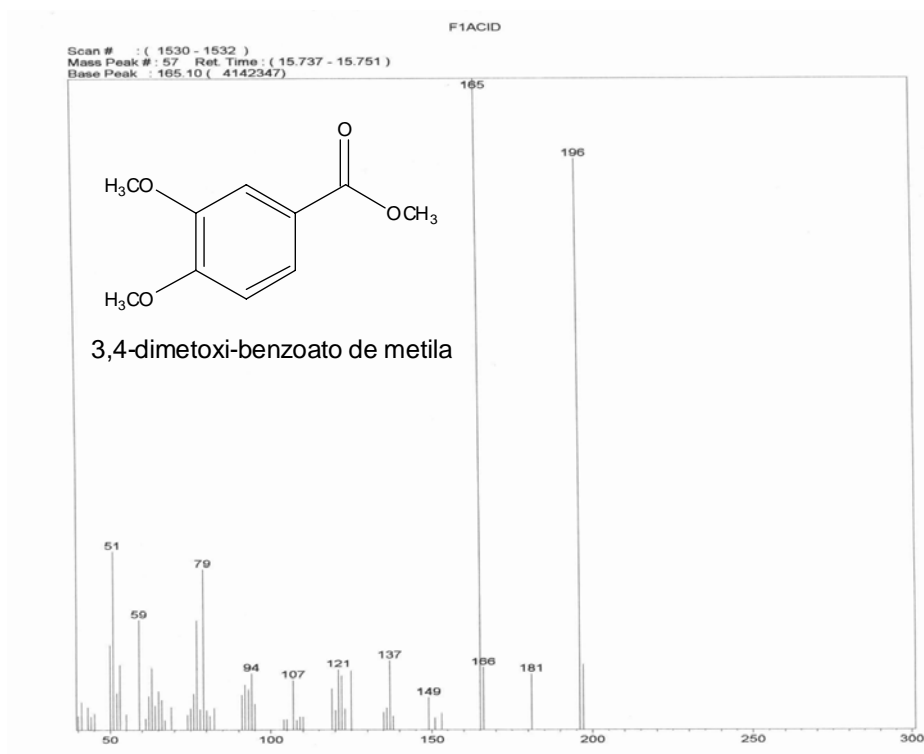 F1ACID
Scan # : ( 1530 - 1532 )
Mass Peak # : 57 Ret. Time : ( 15.737 - 15.751 )
Base Peak : 165.10 ( 4142347)
165
196
O
H₃CO
OCH₃
H₃CO
3,4-dimetoxi-benzoato de metila
51
79
59
94
107
121
137
149
166
181
50
100
150
200
250
300